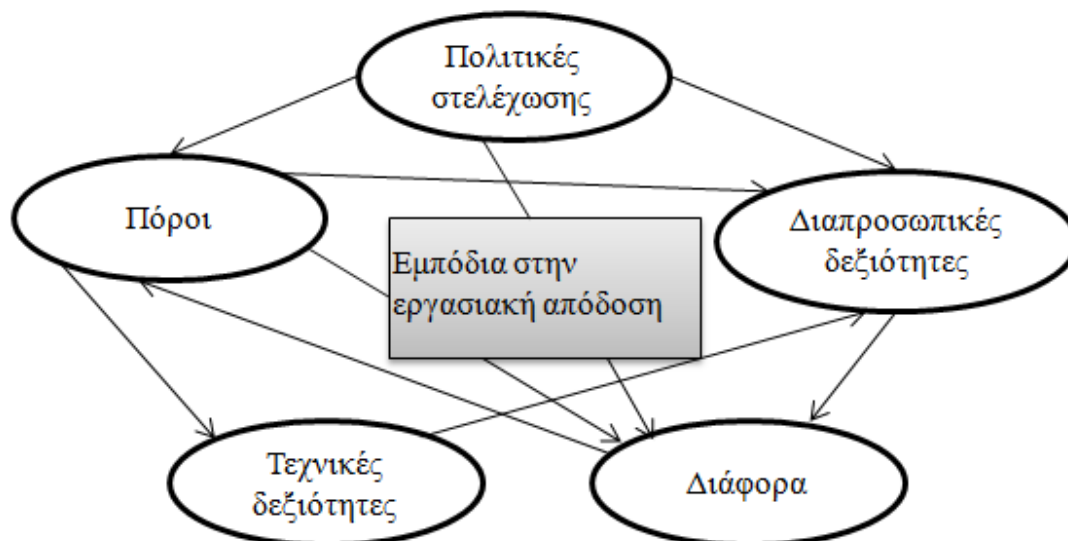 Πολιτικές
στελέχωσης
Πόροι
Διαπροσωπικές
δεξιότητες
Εμπόδια στην
εργασιακή απόδοση
Τεχνικές
δεξιότητες
Διάφορα